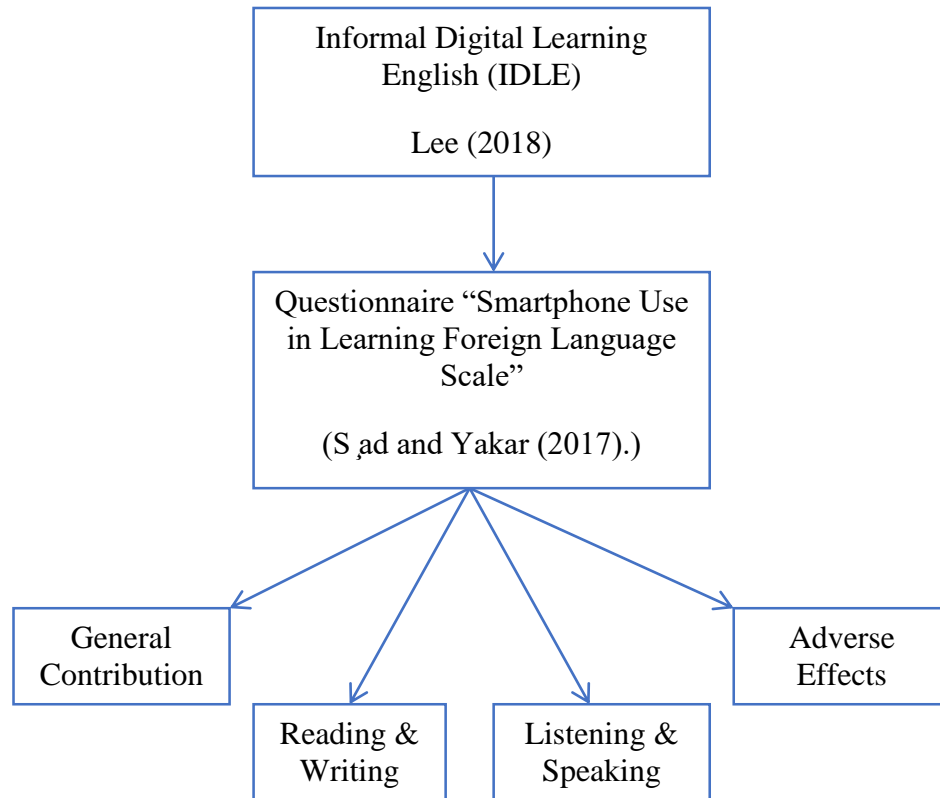 Informal Digital Learning
English (IDLE)
Lee (2018)
Questionnaire “Smartphone Use
in Learning Foreign Language
Scale”
(S ̧ad and Yakar (2017).)
General
Contribution
Reading &
Writing
Listening &
Speaking
Adverse
Effects